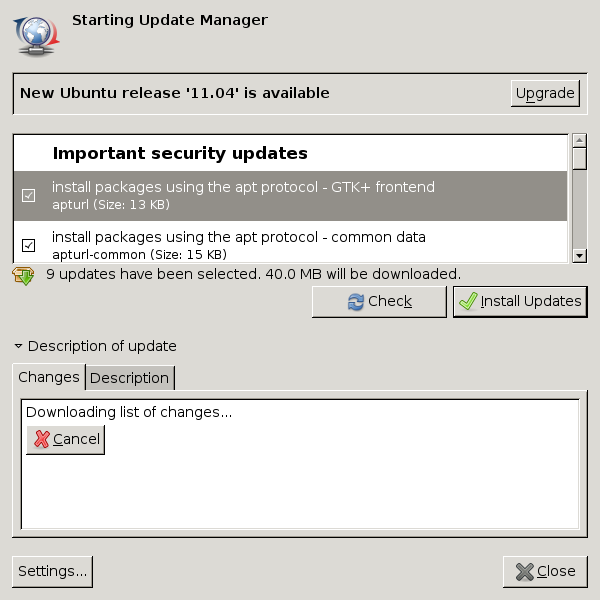 Starting Update Manager
New Ubuntu release '11.04' is available
Upgrade
Important security updates
install packages using the apt protocol - GTK+ frontend
apturl (Size: 13 KB)
install packages using the apt protocol - common data
apturl-common (Size: 15 KB)
9 updates have been selected. 40.0 MB will be downloaded.
Check
Install Updates
Description of update
Changes
Description
Downloading list of changes...
Cancel
Settings...
Close